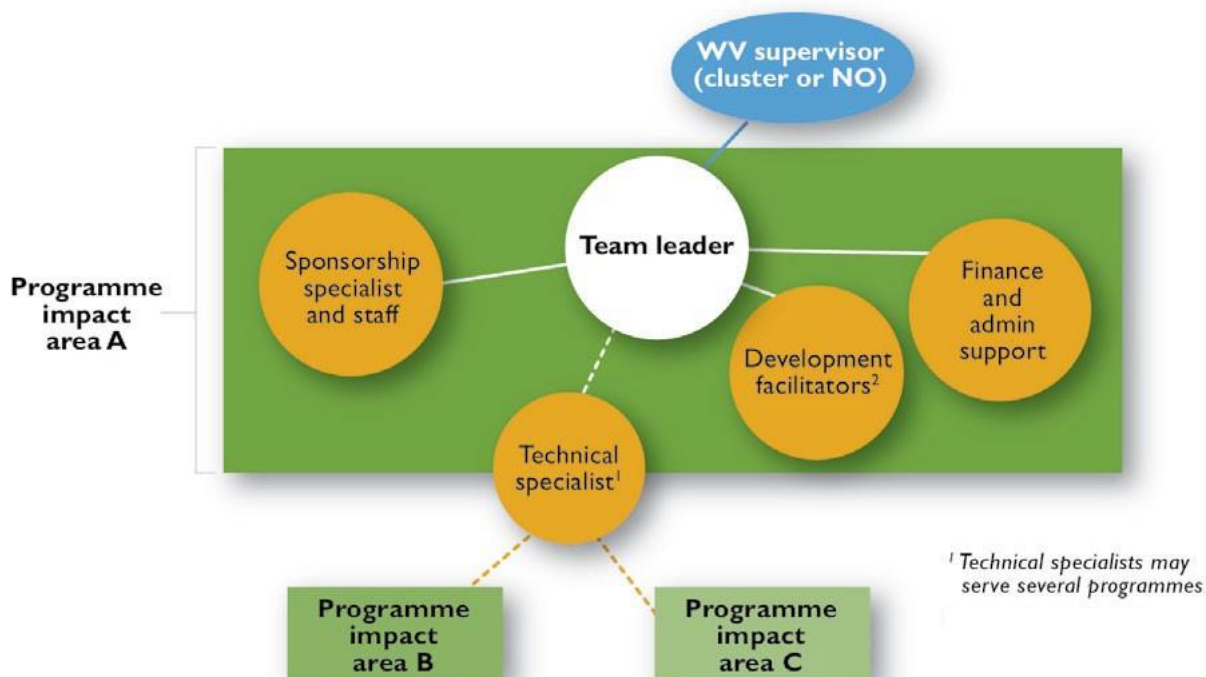 WV supervisor
(cluster or NO)
Team leader
Sponsorship
specialist
and staff
Finance
and
admin
support
Programme
impact
area A
Development
facilitators²
Technical
specialist¹
¹ Technical specialists may
serve several programmes
Programme
impact
area B
Programme
impact
area C